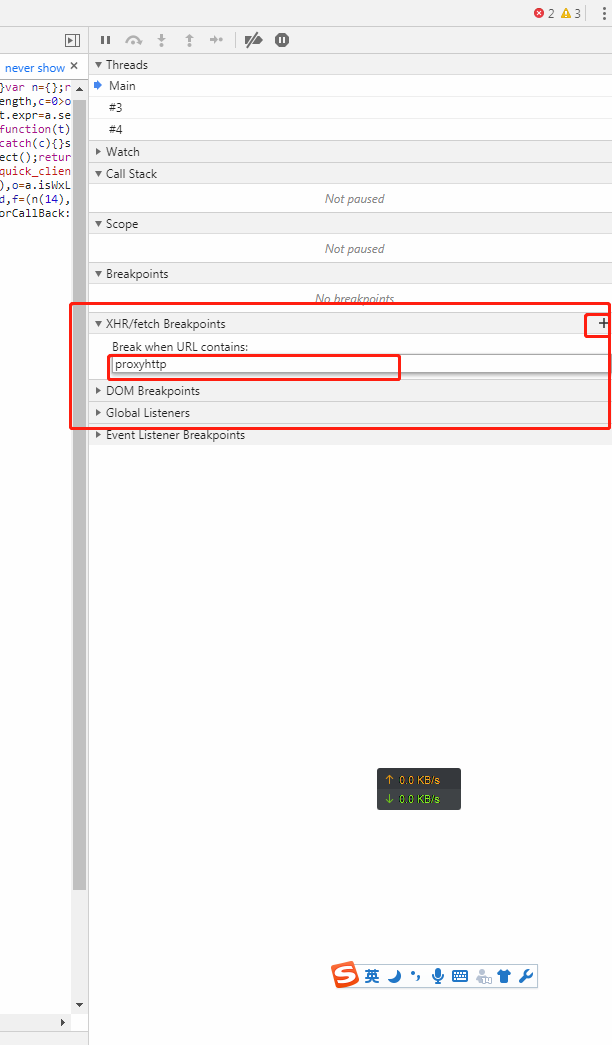 2 3
never show ×
}var n={};r
ength,c=0>o
t.expr=a.se
function(t)
catch(c){}s
ect();retur
quick_clien
),o=a.isWxL
d,f=(n(14),
orCallBack:
Threads
Main
#3
#4
Watch
Call Stack
Not paused
Scope
Not paused
Breakpoints
No breakpoints
XHR/fetch Breakpoints +
Break when URL contains:
proxyhttp
DOM Breakpoints
Global Listeners
Event Listener Breakpoints
↑ 0.0 KB/s
↓ 0.0 KB/s
S 英